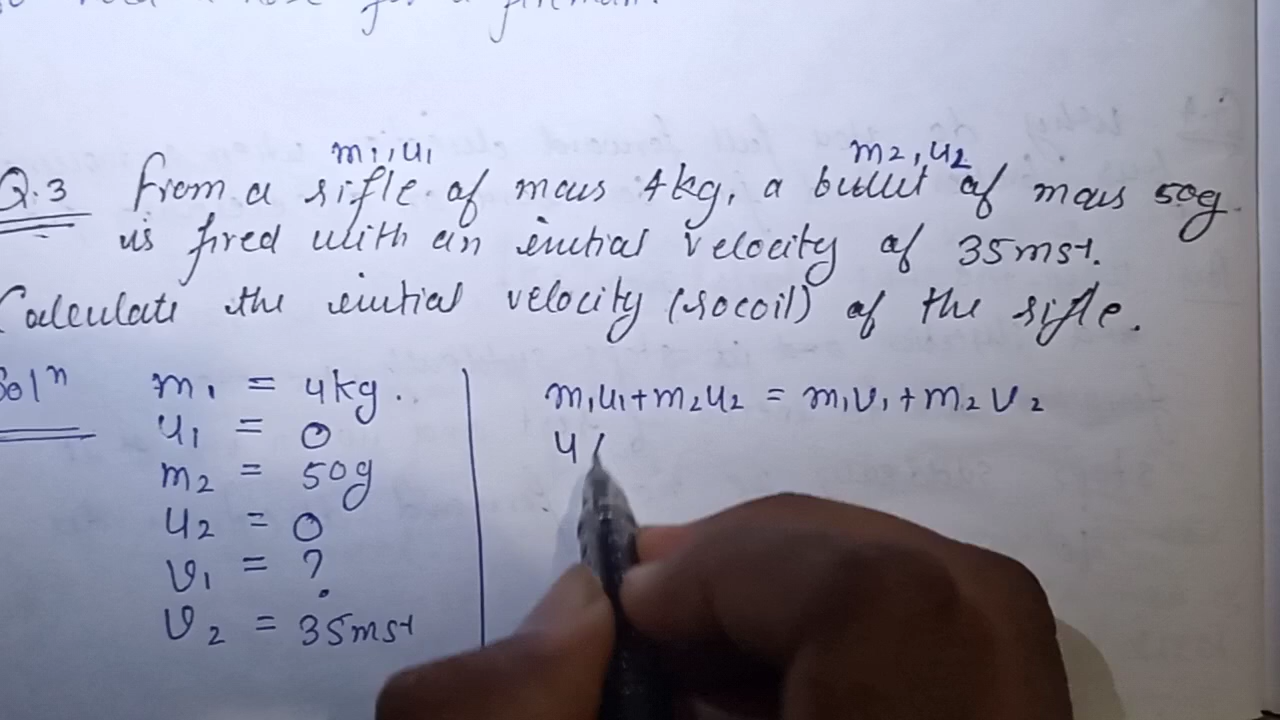 m1, u1 m2, u2
Q.3 From a rifle of mass 4kg, a bullet of mass 50g
is fired with an initial velocity of 35ms-1.
Calculate the initial velocity (recoil) of the rifle.
Soln m1 = 4kg. m1u1+m2u2 = m1v1+m2v2
u1 = 0 4(
m2 = 50g
u2 = 0
v1 = ?
v2 = 35ms-1